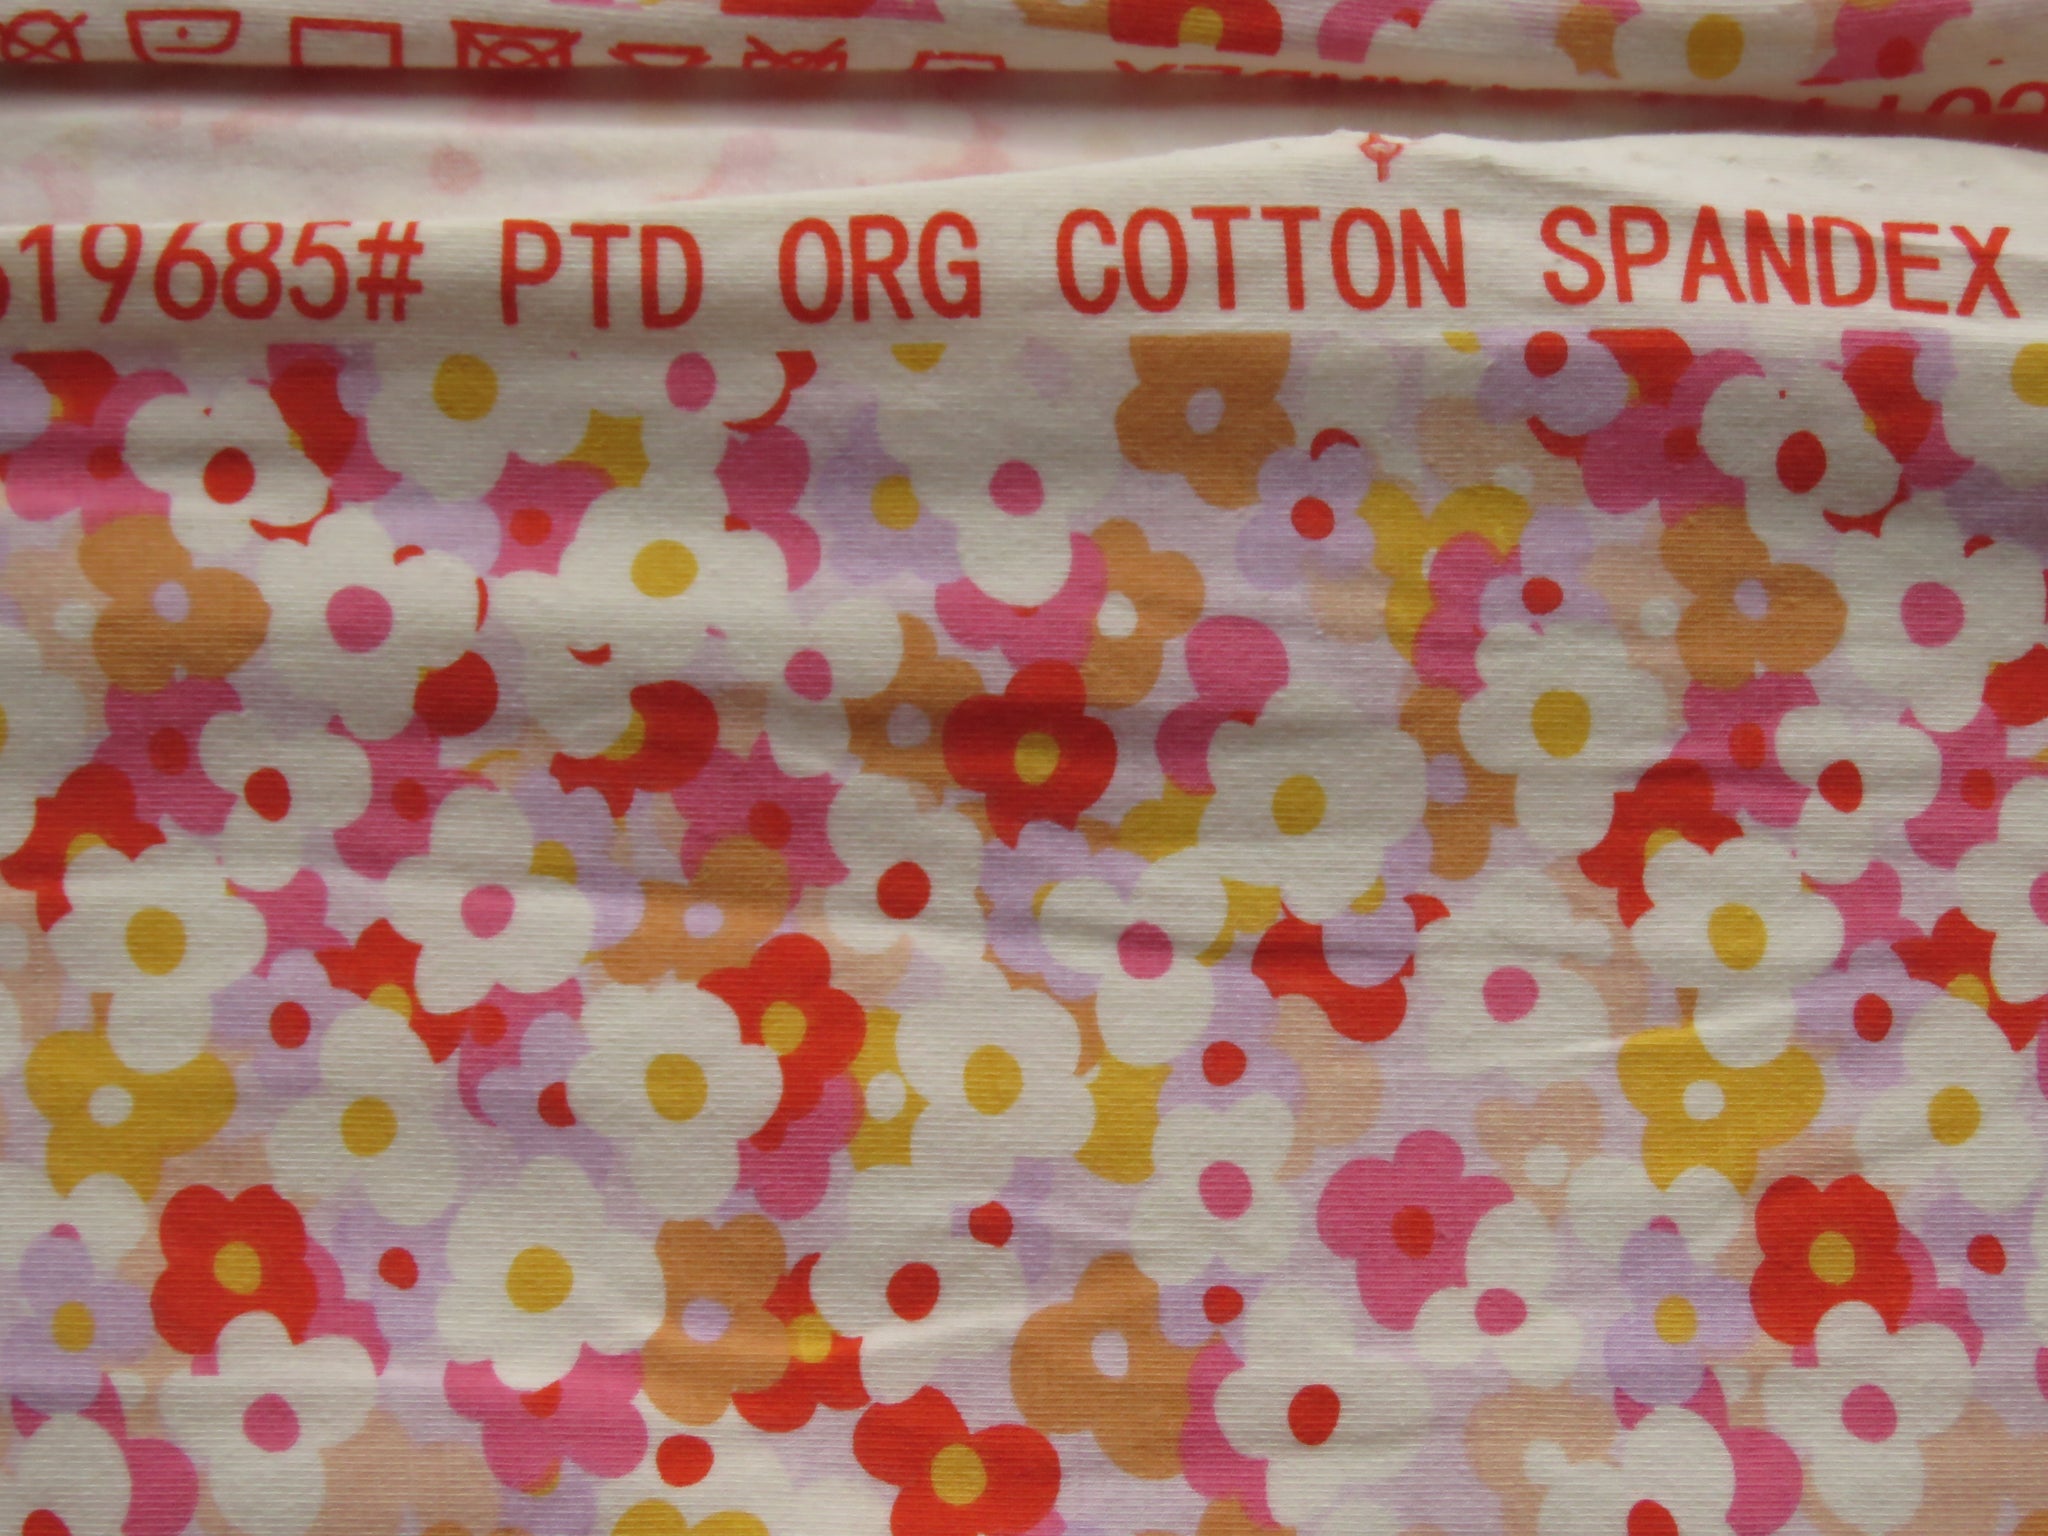 19685# PTD ORG COTTON SPANDEX